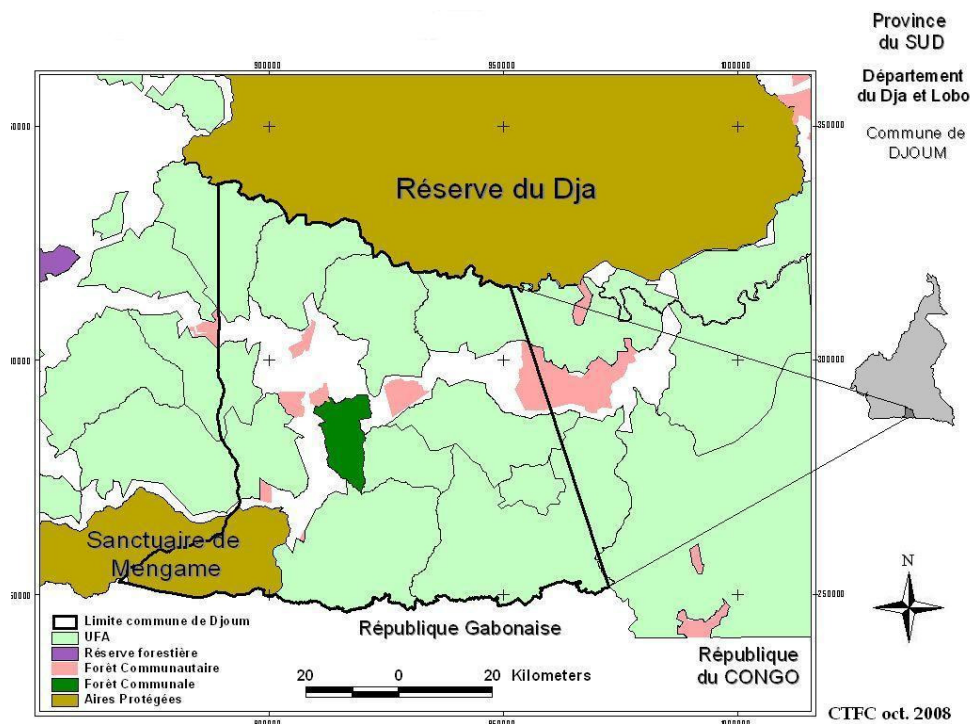 Province
du SUD
Département
du Dja et Lobo
Commune de
DJOUM
900000
950000
1000000
350000
Réserve du Dja
300000
Sanctuaire de
Mengame
250000
N
Limite commune de Djoum
UFA
Réserve forestière
Forêt Communautaire
Forêt Communale
Aires Protégées
République Gabonaise
20 0 20 Kilometers
République
du CONGO
900000
1000000
CTFC oct. 2008